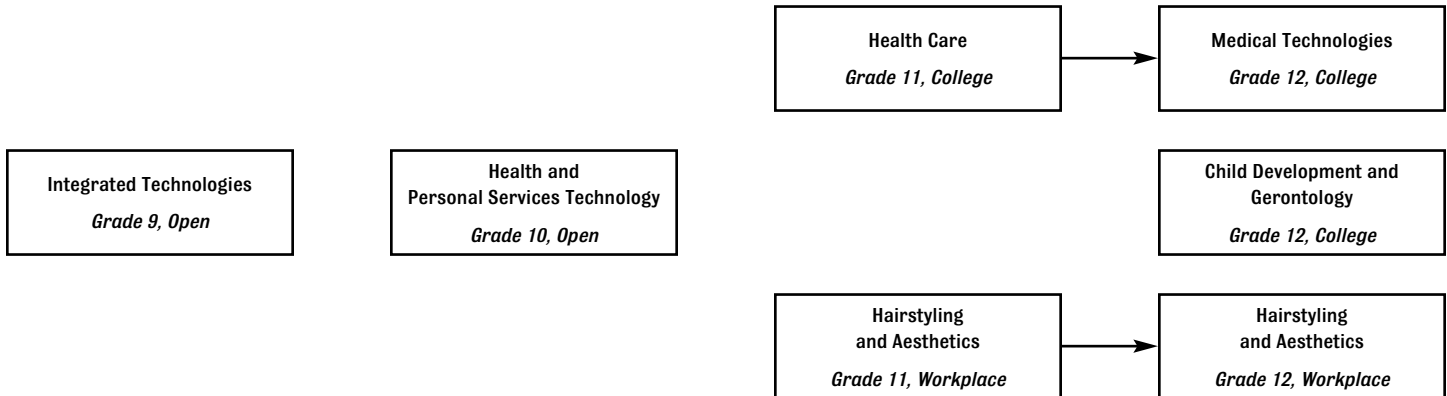 Health Care
Grade 11, College
Medical Technologies
Grade 12, College
Integrated Technologies
Grade 9, Open
Health and
Personal Services Technology
Grade 10, Open
Child Development and
Gerontology
Grade 12, College
Hairstyling
and Aesthetics
Grade 11, Workplace
Hairstyling
and Aesthetics
Grade 12, Workplace